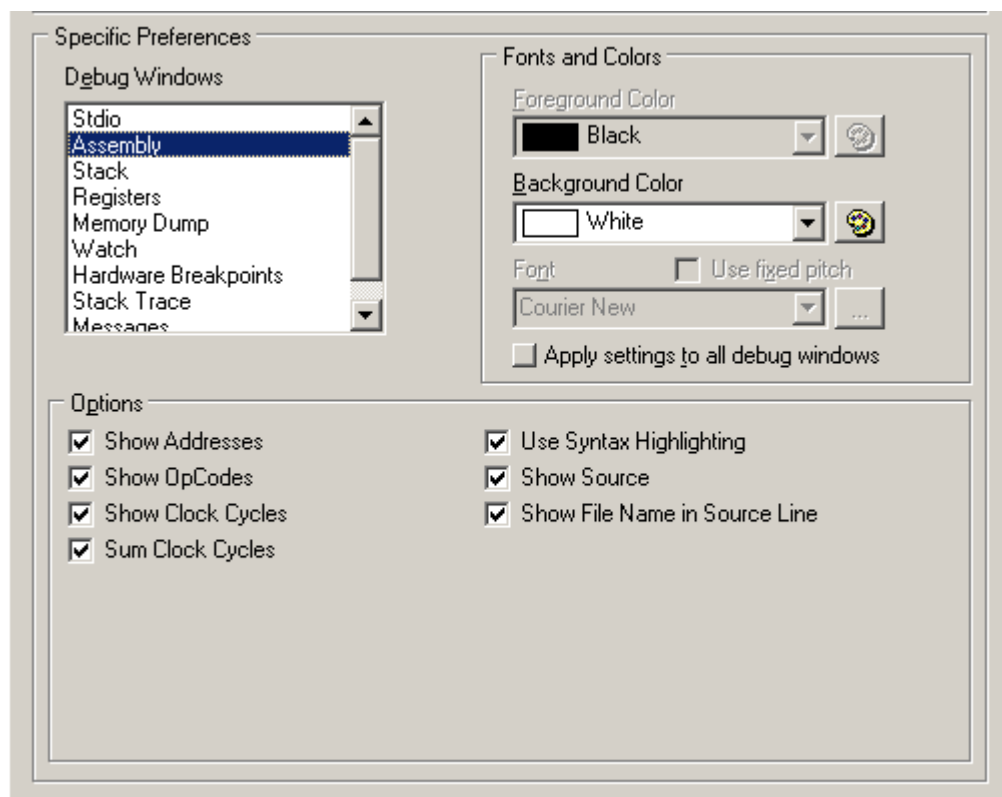 Specific Preferences
Debug Windows
Stdio
Assembly
Stack
Registers
Memory Dump
Watch
Hardware Breakpoints
Stack Trace
Messages
Fonts and Colors
Foreground Color
Black
Background Color
White
Font
Use fixed pitch
Courier New
...
Apply settings to all debug windows
Options
Show Addresses
Show OpCodes
Show Clock Cycles
Sum Clock Cycles
Use Syntax Highlighting
Show Source
Show File Name in Source Line